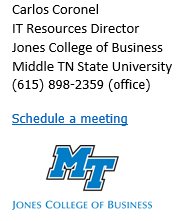 Carlos Coronel
IT Resources Director
Jones College of Business
Middle TN State University
(615) 898-2359 (office)
Schedule a meeting
MT
JONES COLLEGE OF BUSINESS